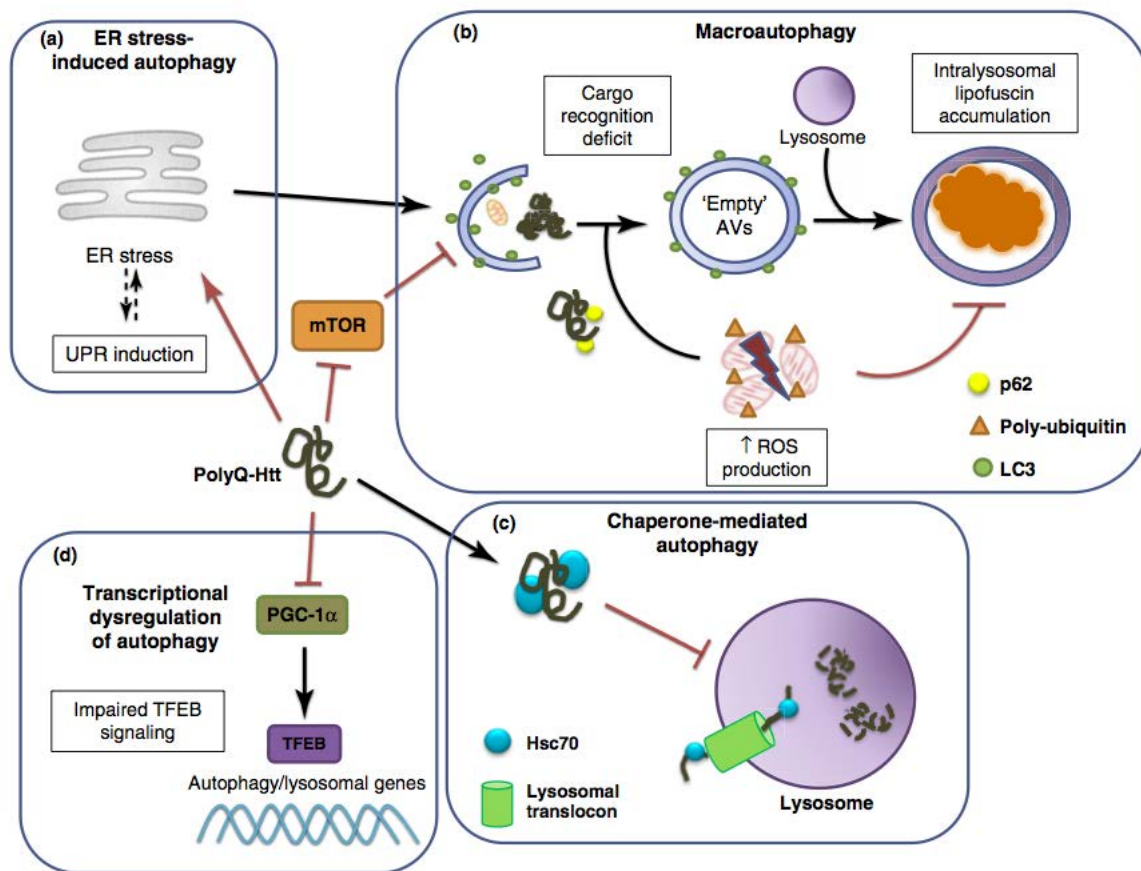 (a) ER stress-
induced autophagy
ER stress
UPR induction
(b) Macroautophagy
Cargo
recognition
deficit
Lysosome
Intralysosomal
lipofuscin
accumulation
'Empty'
AVs
mTOR
↑ ROS
production
p62
Poly-ubiquitin
LC3
PolyQ-Htt
(c) Chaperone-mediated
autophagy
Hsc70
Lysosomal
translocon
Lysosome
(d)
Transcriptional
dysregulation
of autophagy
PGC-1α
Impaired TFEB
signaling
TFEB
Autophagy/lysosomal genes